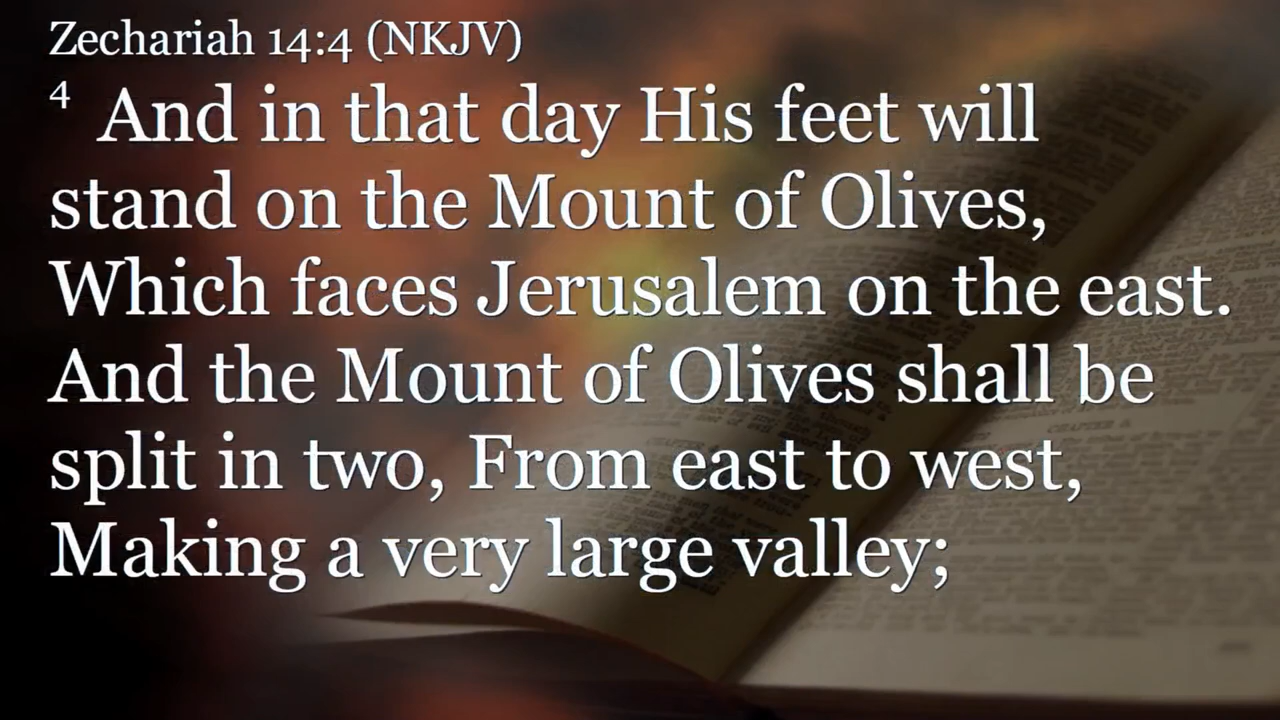 Zechariah 14:4 (NKJV)
4 And in that day His feet will
stand on the Mount of Olives,
Which faces Jerusalem on the east.
And the Mount of Olives shall be
split in two, From east to west,
Making a very large valley;